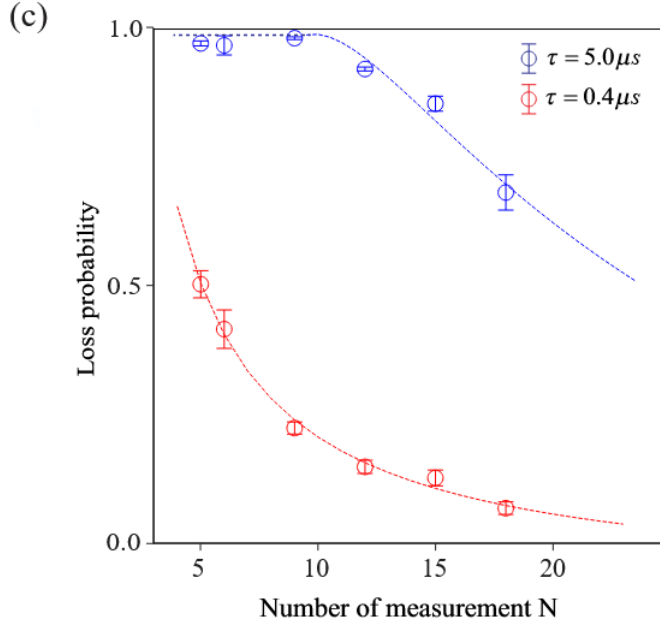 (c)
1.0
τ = 5.0μs
τ = 0.4μs
Loss probability
0.5
0.0
5 10 15 20
Number of measurement N